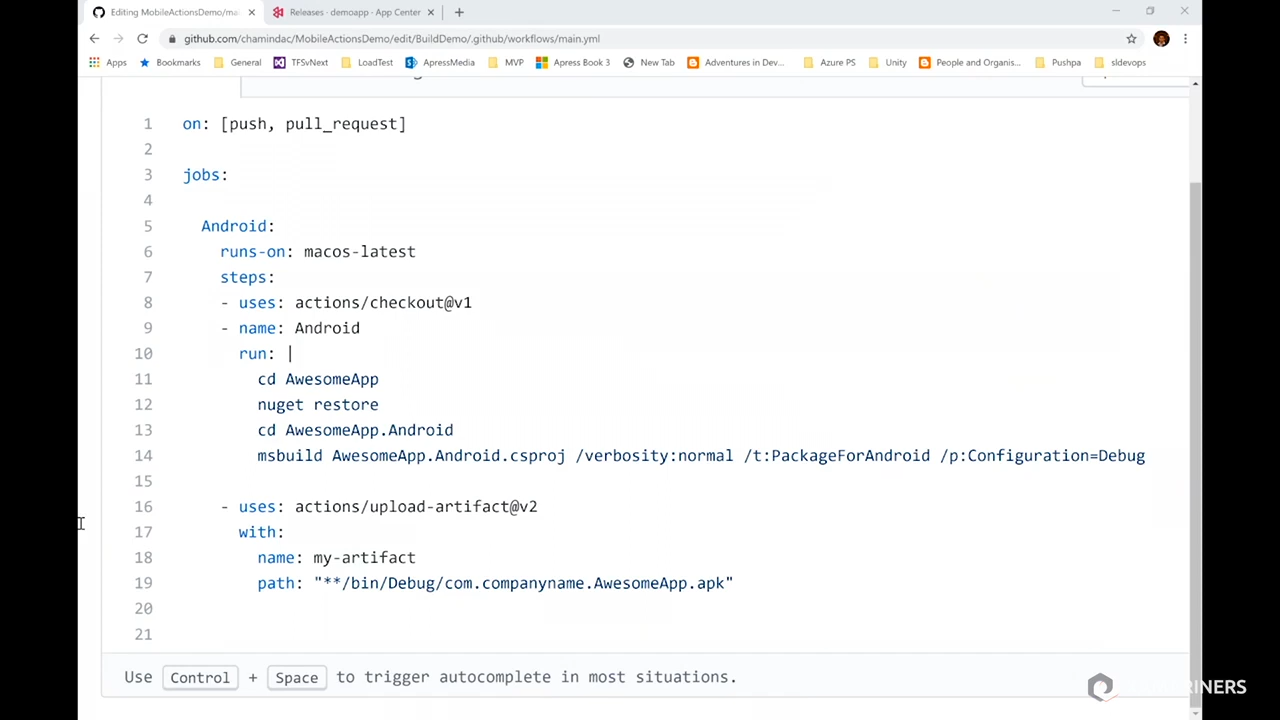 Editing MobileActionsDemo/ma
Releases · demoapp · App Center
github.com/chamindac/MobileActionsDemo/edit/BuildDemo/.github/workflows/main.yml
Apps Bookmarks General TFSvNext LoadTest ApressMedia MVP Apress Book 3 New Tab Adventures in Dev... Azure PS Unity People and Organis... Pushpa sldevops
1 on: [push, pull_request]
2
3 jobs:
4
5 Android:
6 runs-on: macos-latest
7 steps:
8 - uses: actions/checkout@v1
9 - name: Android
10 run: |
11 cd AwesomeApp
12 nuget restore
13 cd AwesomeApp.Android
14 msbuild AwesomeApp.Android.csproj /verbosity:normal /t:PackageForAndroid /p:Configuration=Debug
15
16 - uses: actions/upload-artifact@v2
17 with:
18 name: my-artifact
19 path: "**/bin/Debug/com.companyname.AwesomeApp.apk"
20
21
Use Control + Space to trigger autocomplete in most situations.